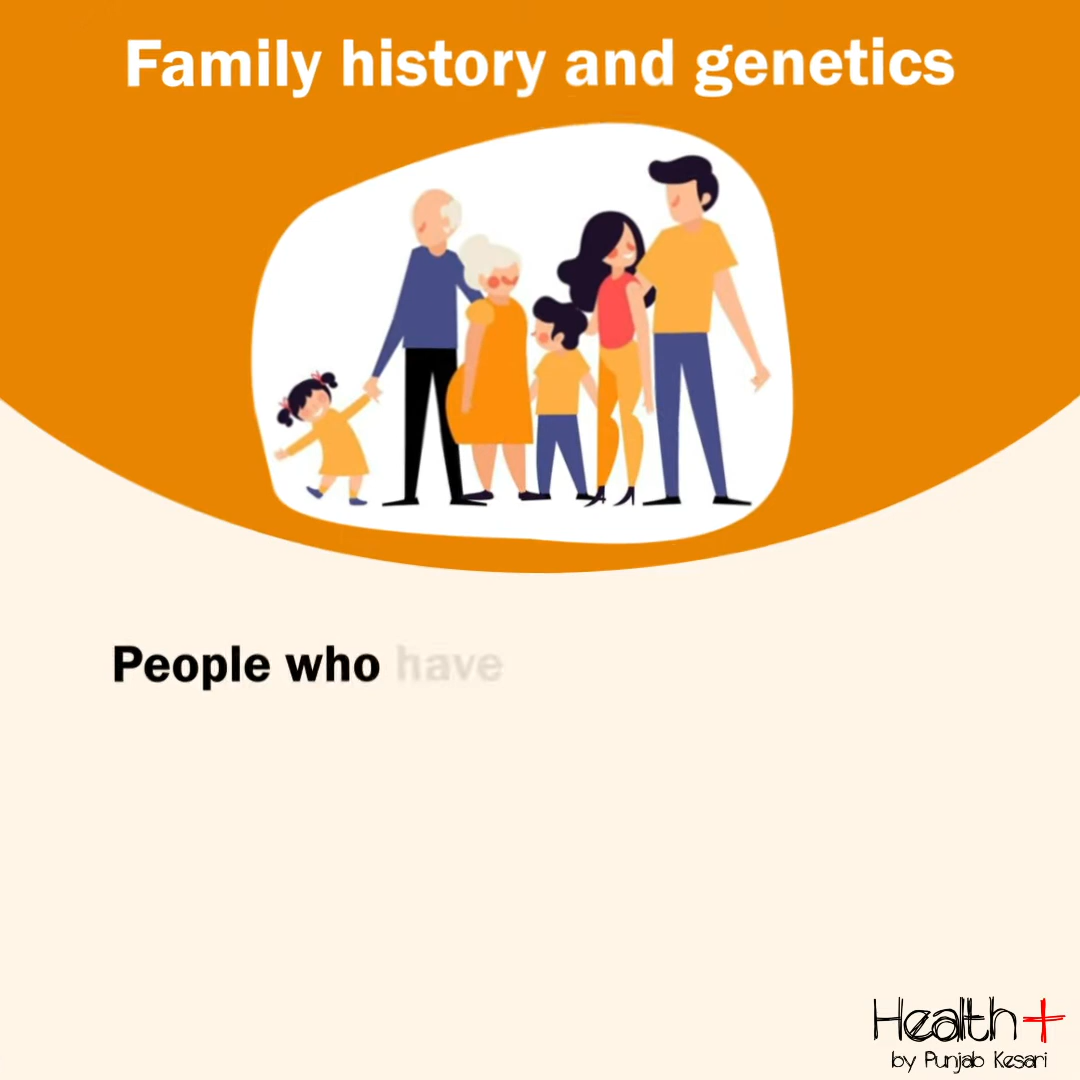 Family history and genetics
People who have
Health+
by Punjab Kesari